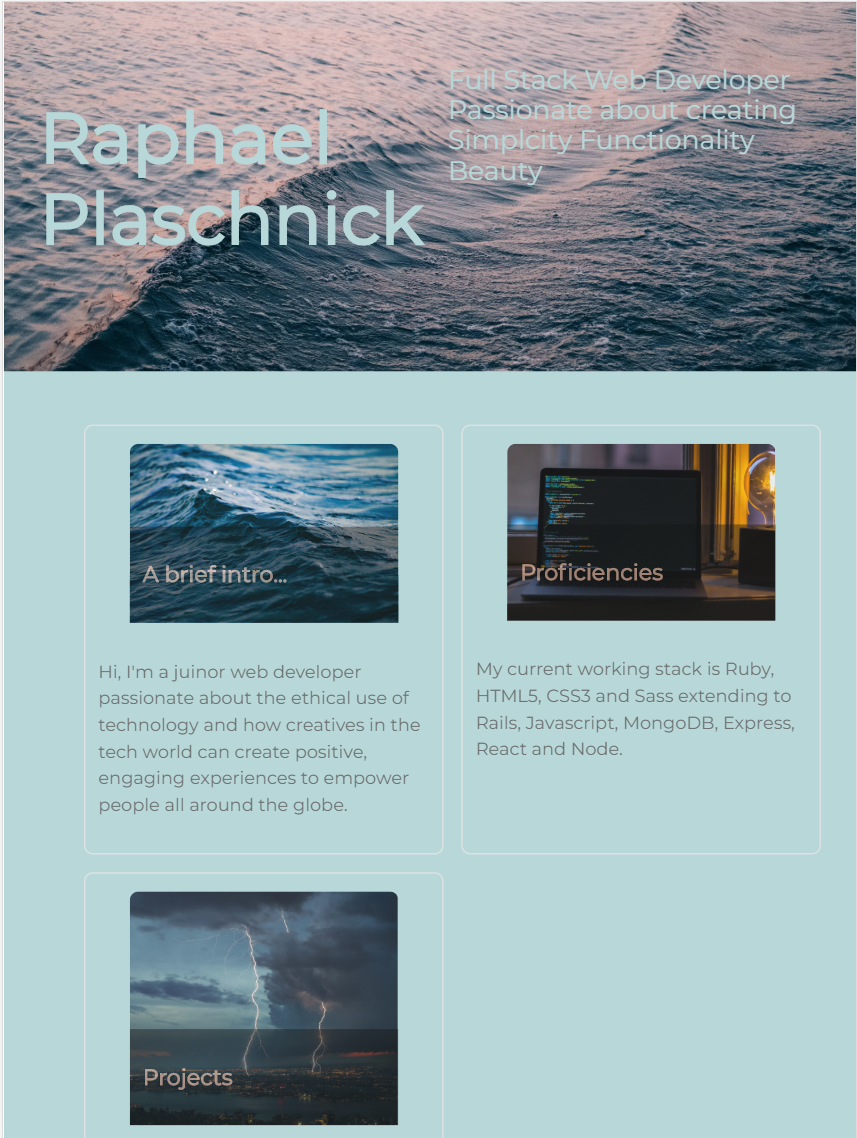 Raphael
Plaschnick
Full Stack Web Developer
Passionate about creating
Simplcity Functionality
Beauty
A brief intro...
Hi, I'm a juinor web developer
passionate about the ethical use of
technology and how creatives in the
tech world can create positive,
engaging experiences to empower
people all around the globe.
Proficiencies
My current working stack is Ruby,
HTML5, CSS3 and Sass extending to
Rails, Javascript, MongoDB, Express,
React and Node.
Projects